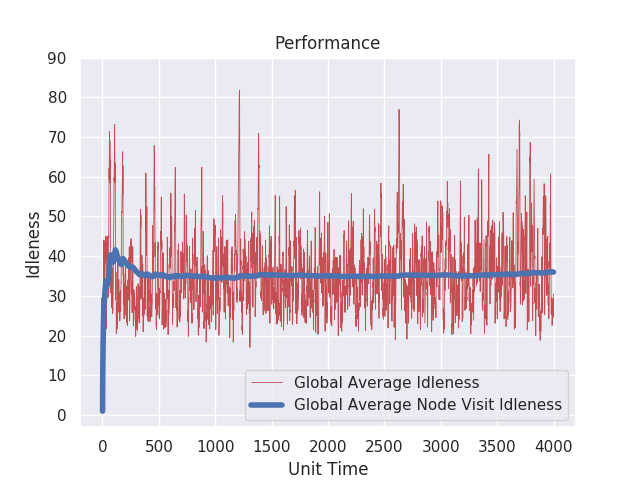 Performance
90
80
70
60
50
40
30
20
10
0
Idleness
Global Average Idleness
Global Average Node Visit Idleness
0 500 1000 1500 2000 2500 3000 3500 4000
Unit Time